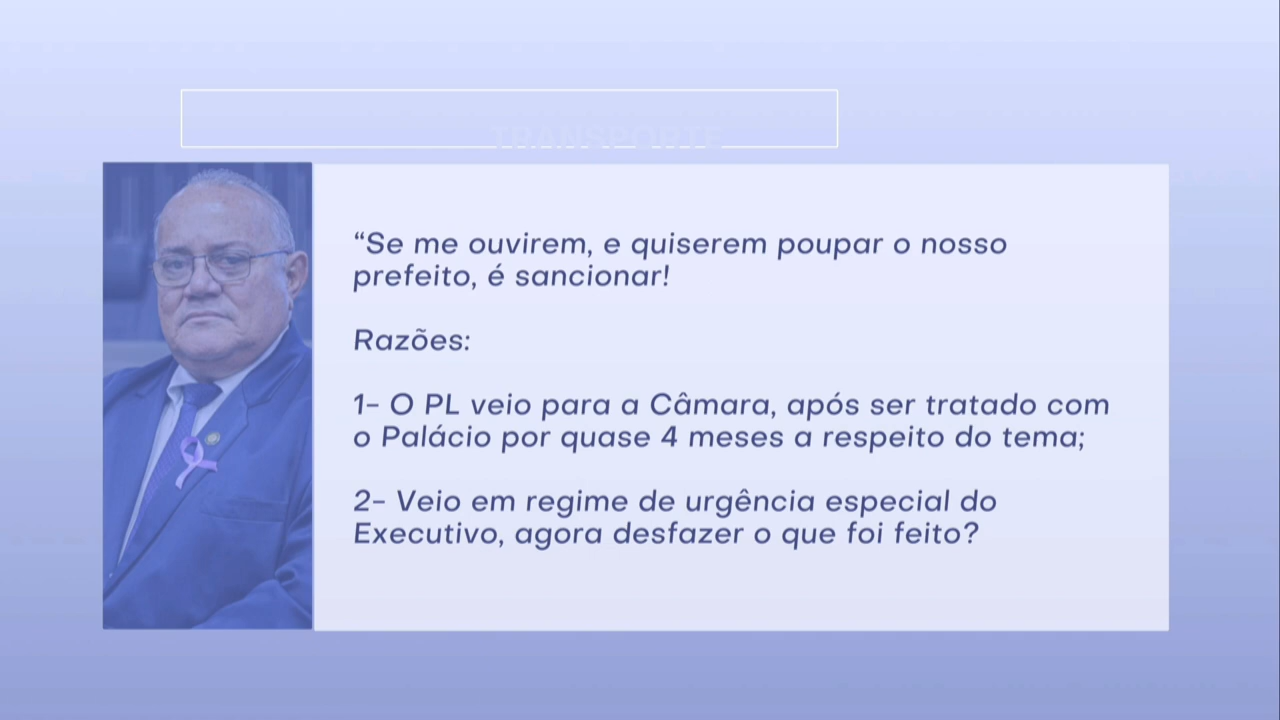 TRANSPORTE
“Se me ouvirem, e quiserem poupar o nosso
prefeito, é sancionar!
Razões:
1- O PL veio para a Câmara, após ser tratado com
o Palácio por quase 4 meses a respeito do tema;
2- Veio em regime de urgência especial do
Executivo, agora desfazer o que foi feito?